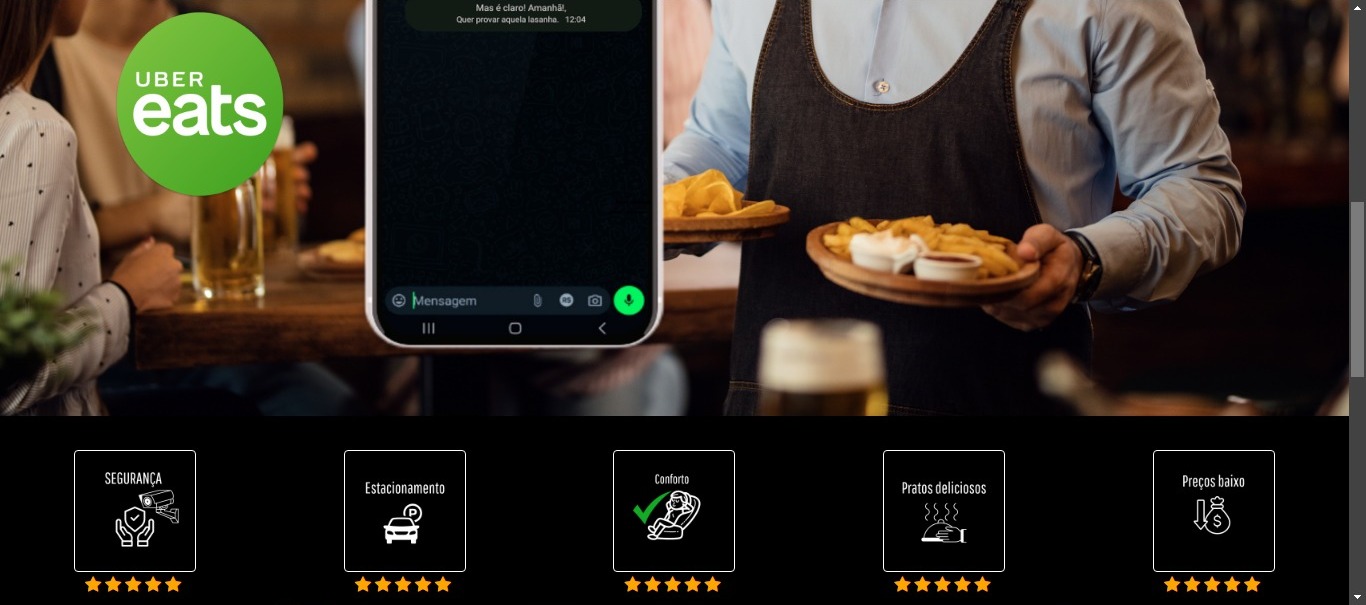 Mas é claro! Amanhã!,
Quer provar aquela lasanha. 12:04
UBER
eats
Mensagem
R$
SEGURANÇA
Estacionamento
P
Conforto
Pratos deliciosos
Preços baixo
$